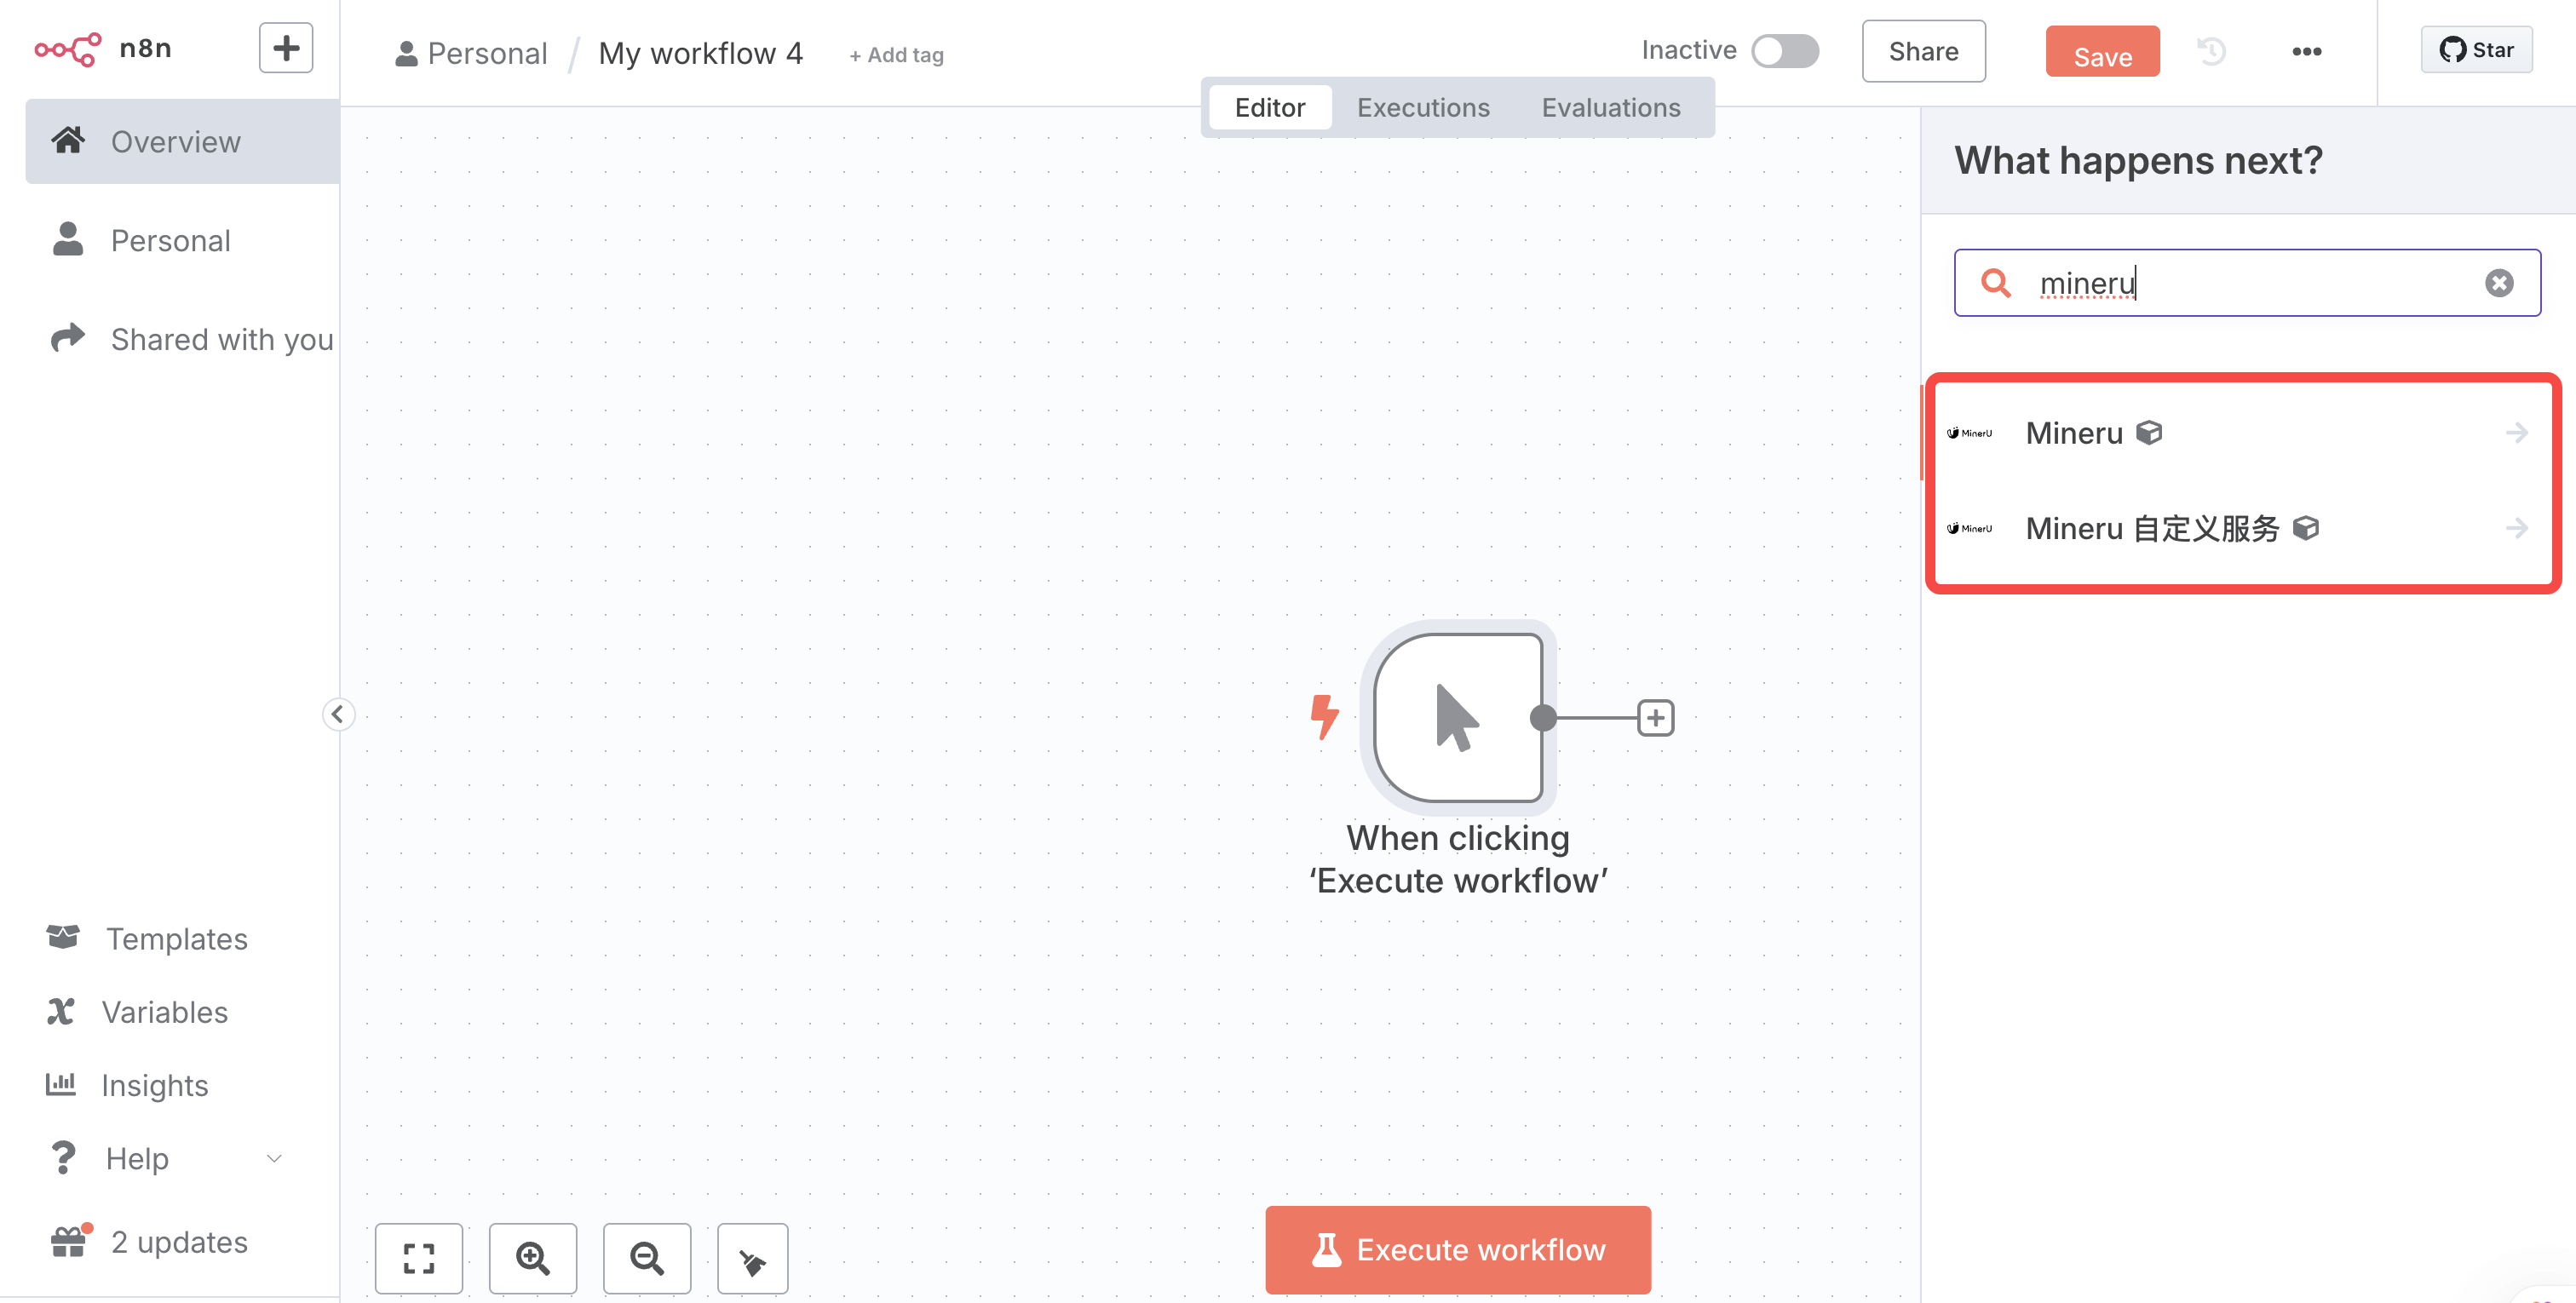 n8n
Personal / My workflow 4 + Add tag
Inactive
Share
Save
Star
Editor Executions Evaluations
Overview
Personal
Shared with you
Templates
Variables
Insights
Help
2 updates
When clicking
‘Execute workflow’
Execute workflow
What happens next?
mineru
MinerU Mineru
MinerU Mineru 自定义服务